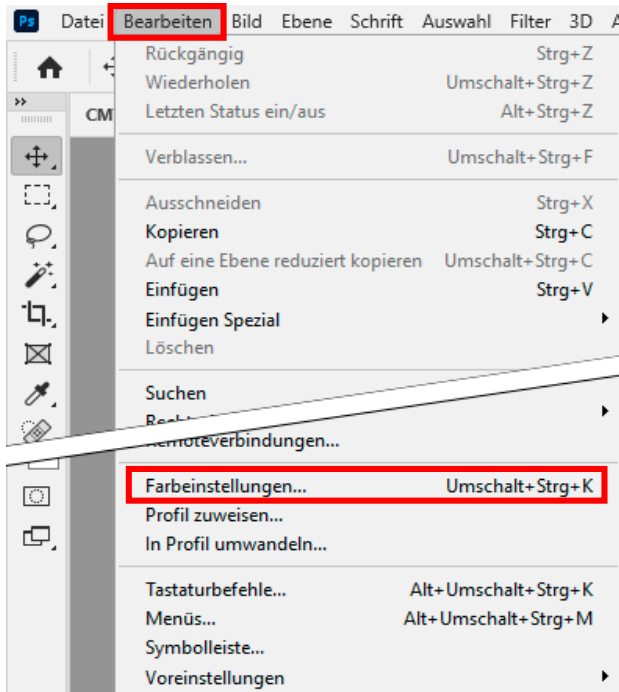 Ps Datei Bearbeiten Bild Ebene Schrift Auswahl Filter 3D
CM
Rückgängig Strg+Z
Wiederholen Umschalt+Strg+Z
Letzten Status ein/aus Alt+Strg+Z
Verblassen... Umschalt+Strg+F
Ausschneiden Strg+X
Kopieren Strg+C
Auf eine Ebene reduziert kopieren Umschalt+Strg+C
Einfügen Strg+V
Einfügen Spezial
Löschen
Suchen
Remoteverbindungen...
Farbeinstellungen... Umschalt+Strg+K
Profil zuweisen...
In Profil umwandeln...
Tastaturbefehle... Alt+Umschalt+Strg+K
Menüs... Alt+Umschalt+Strg+M
Symbolleiste...
Voreinstellungen